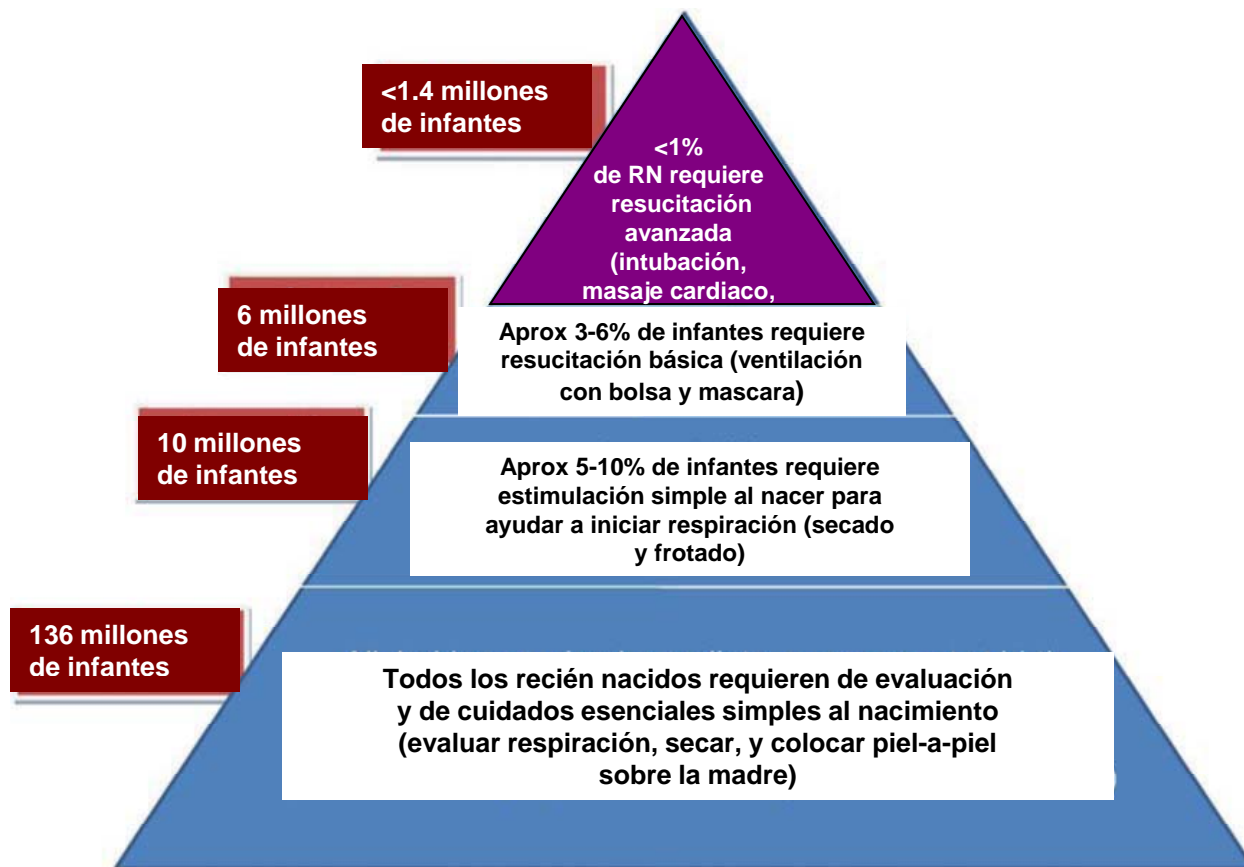 <1.4 millones
de infantes
<1%
de RN requiere
resucitación
avanzada
(intubación,
masaje cardiaco,
6 millones
de infantes
Aprox 3-6% de infantes requiere
resucitación básica (ventilación
con bolsa y mascara)
10 millones
de infantes
Aprox 5-10% de infantes requiere
estimulación simple al nacer para
ayudar a iniciar respiración (secado
y frotado)
136 millones
de infantes
Todos los recién nacidos requieren de evaluación
y de cuidados esenciales simples al nacimiento
(evaluar respiración, secar, y colocar piel-a-piel
sobre la madre)